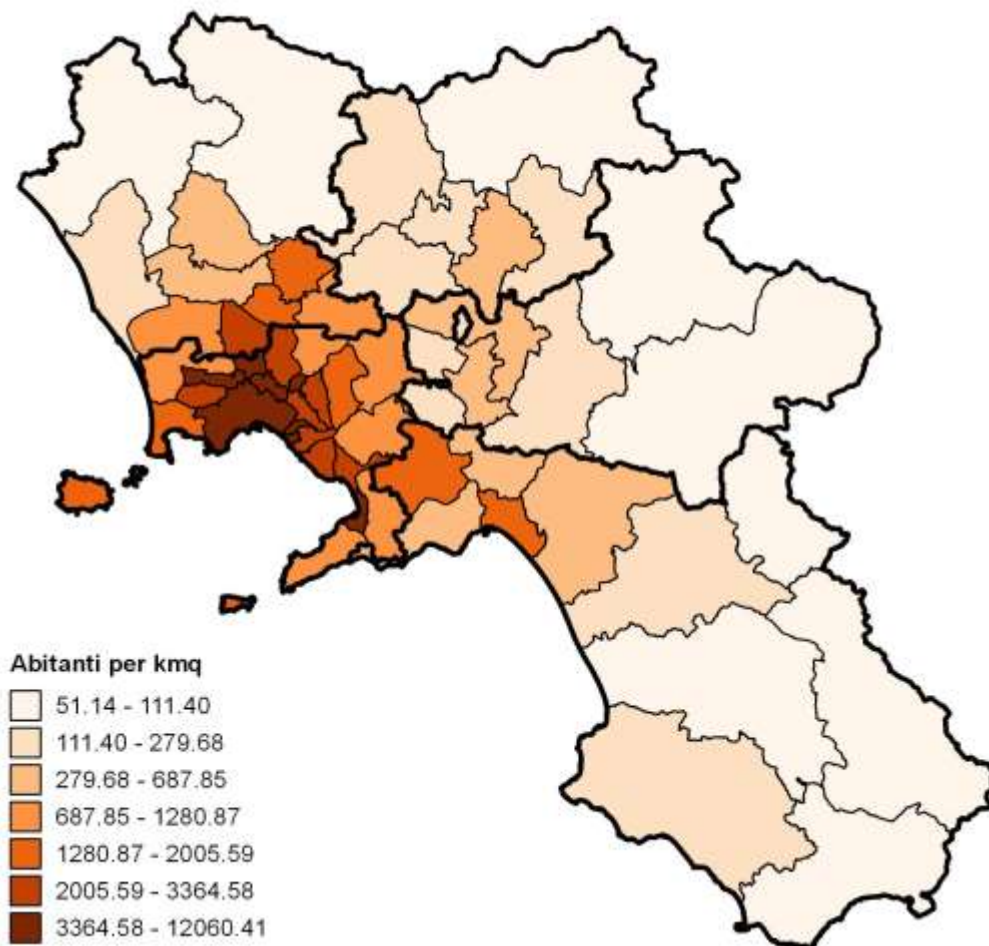 Abitanti per kmq
51.14 - 111.40
111.40 - 279.68
279.68 - 687.85
687.85 - 1280.87
1280.87 - 2005.59
2005.59 - 3364.58
3364.58 - 12060.41